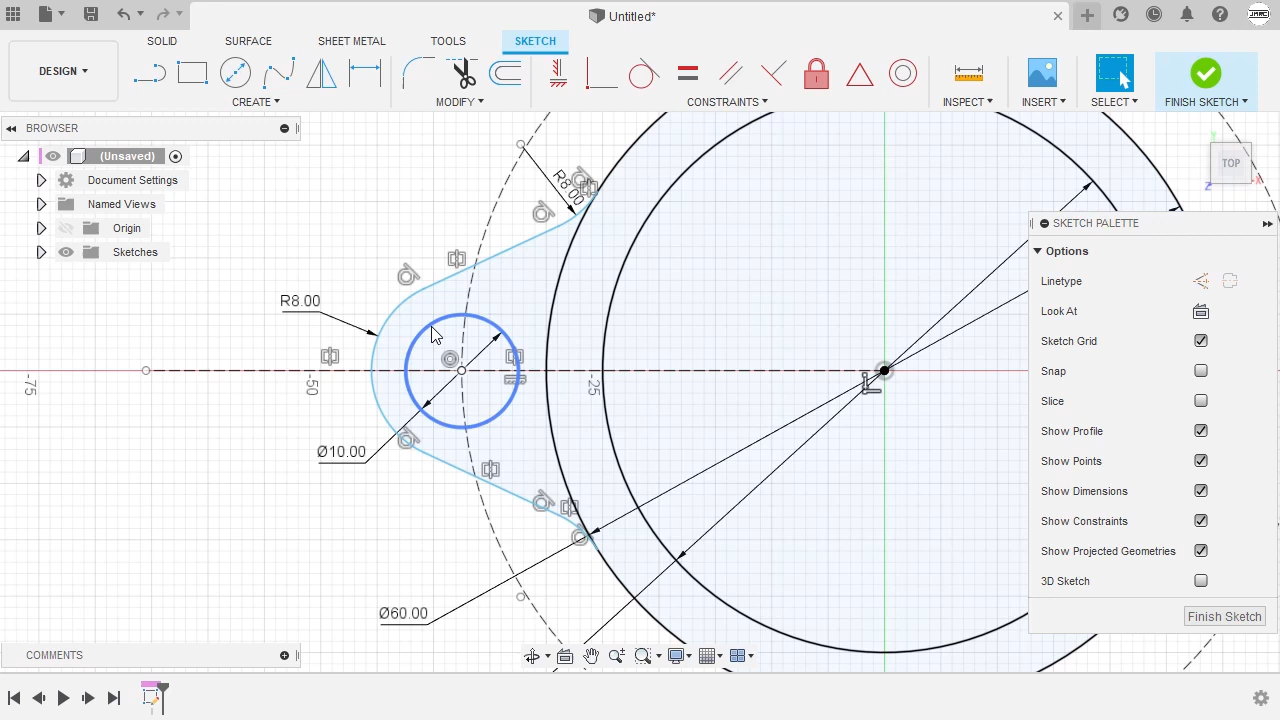 Untitled*
JMRC
DESIGN
SOLID
SURFACE
SHEET METAL
TOOLS
SKETCH
CREATE
MODIFY
CONSTRAINTS
INSPECT
INSERT
SELECT
FINISH SKETCH
BROWSER
(Unsaved)
Document Settings
Named Views
Origin
Sketches
TOP
Y
X
Z
R8.00
R8.00
Ø10.00
Ø60.00
-75
-50
-25
SKETCH PALETTE
Options
Linetype
Look At
Sketch Grid
Snap
Slice
Show Profile
Show Points
Show Dimensions
Show Constraints
Show Projected Geometries
3D Sketch
Finish Sketch
COMMENTS